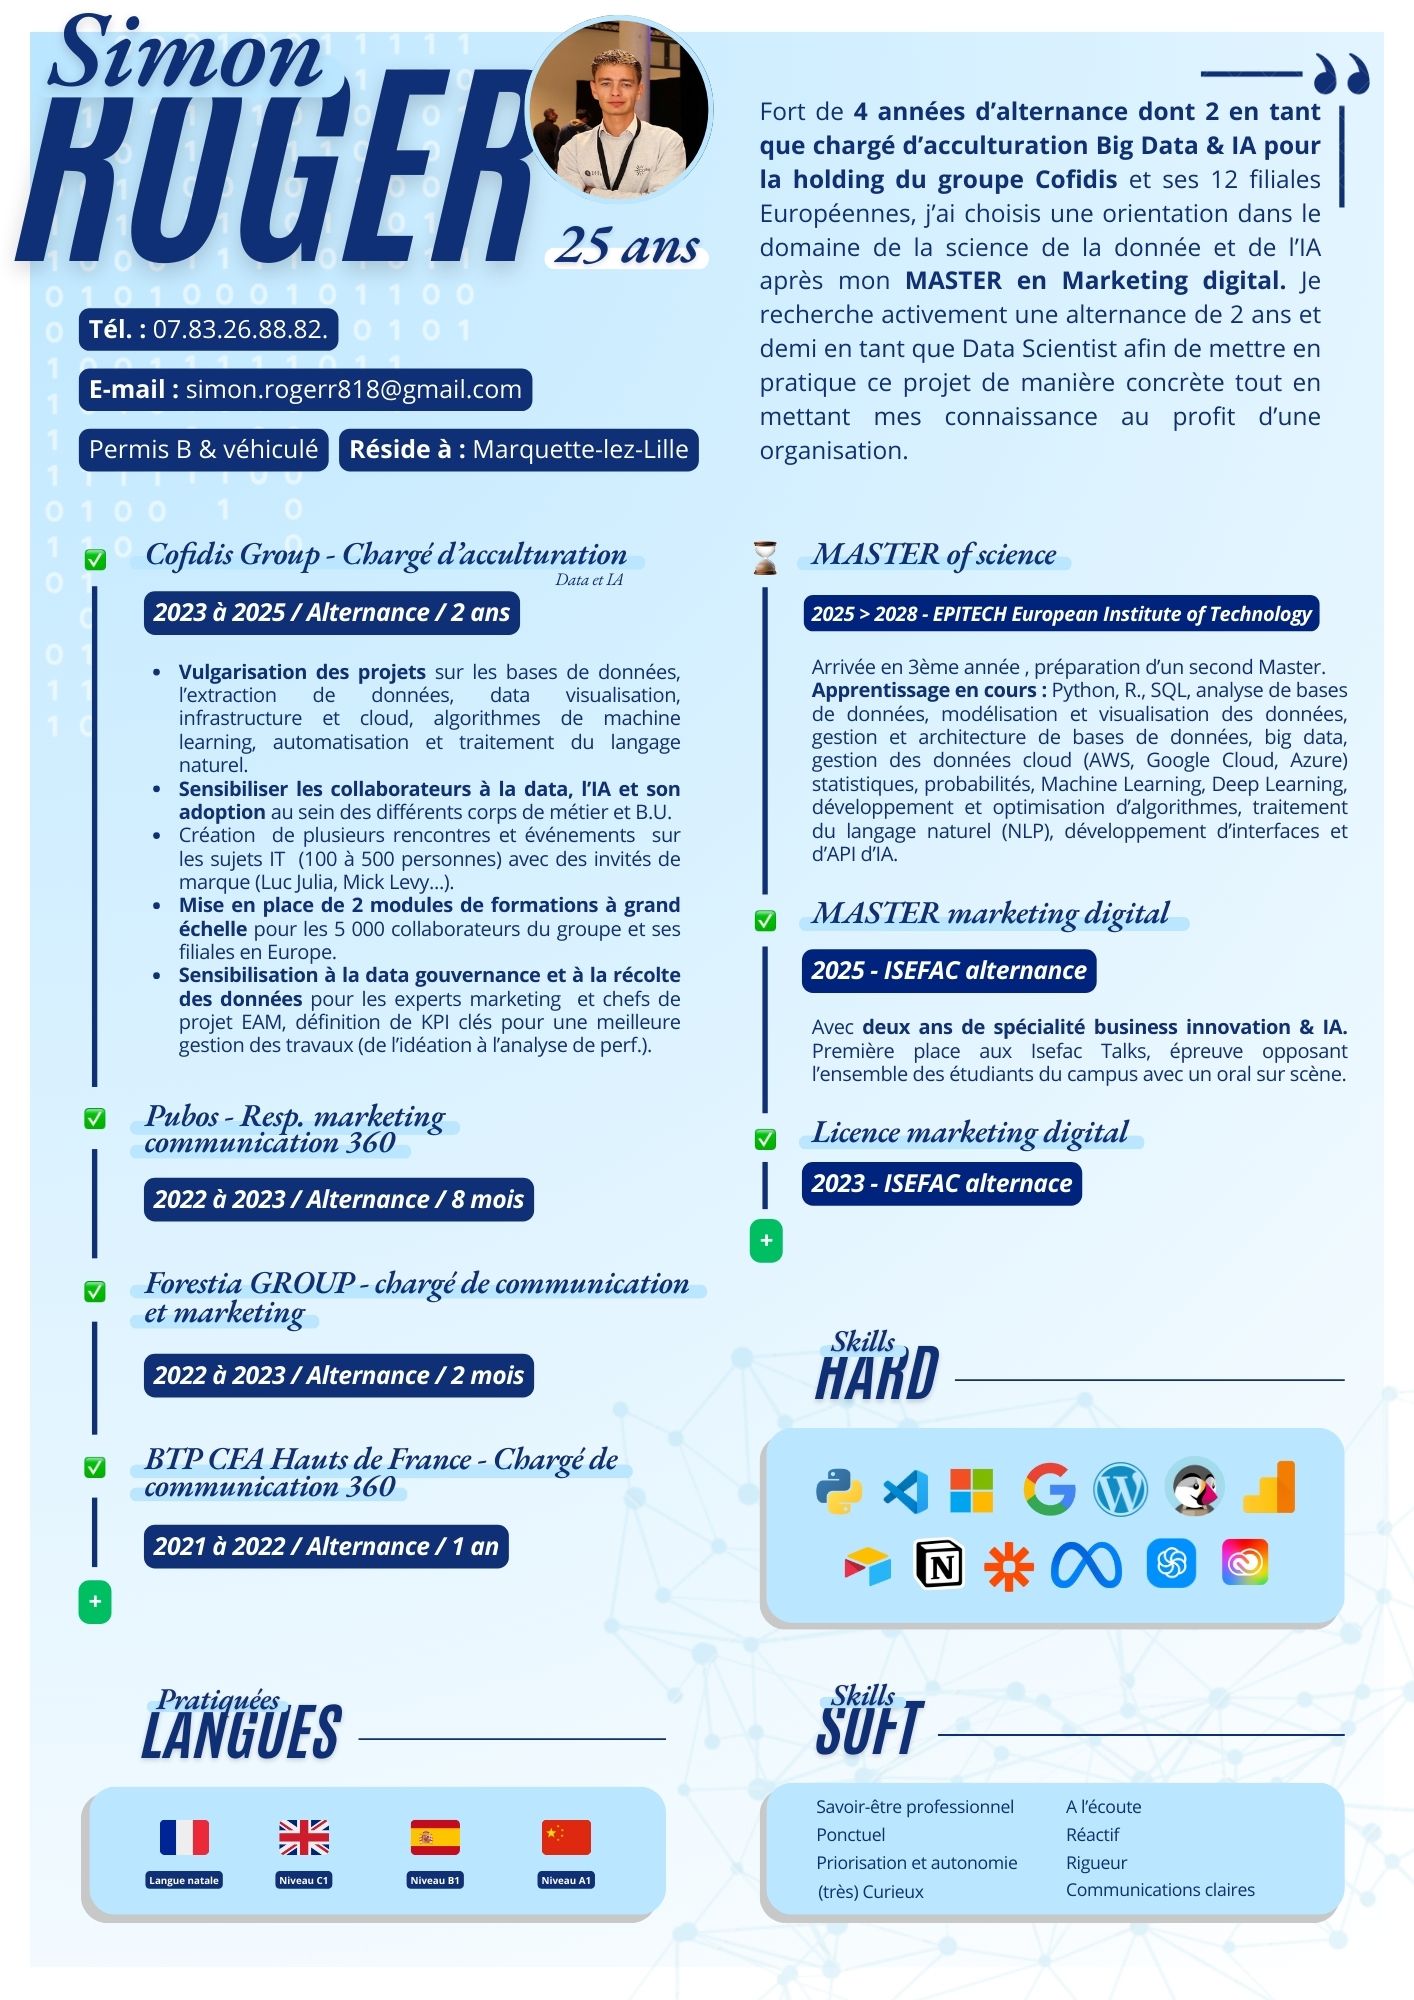 Simon
ROGER
25 ans
Tél. : 07.83.26.88.82.
E-mail : simon.rogerr818@gmail.com
Permis B & véhiculé
Réside à : Marquette-lez-Lille
Fort de 4 années d’alternance dont 2 en tant
que chargé d’acculturation Big Data & IA pour
la holding du groupe Cofidis et ses 12 filiales
Européennes, j’ai choisis une orientation dans le
domaine de la science de la donnée et de l’IA
après mon MASTER en Marketing digital. Je
recherche activement une alternance de 2 ans et
demi en tant que Data Scientist afin de mettre en
pratique ce projet de manière concrète tout en
mettant mes connaissance au profit d’une
organisation.
Cofidis Group - Chargé d’acculturation
Data et IA
2023 à 2025 / Alternance / 2 ans
• Vulgarisation des projets sur les bases de données,
l’extraction de données, data visualisation,
infrastructure et cloud, algorithmes de machine
learning, automatisation et traitement du langage
naturel.
• Sensibiliser les collaborateurs à la data, l’IA et son
adoption au sein des différents corps de métier et B.U.
• Création de plusieurs rencontres et événements sur
les sujets IT (100 à 500 personnes) avec des invités de
marque (Luc Julia, Mick Levy...).
• Mise en place de 2 modules de formations à grand
échelle pour les 5 000 collaborateurs du groupe et ses
filiales en Europe.
• Sensibilisation à la data gouvernance et à la récolte
des données pour les experts marketing et chefs de
projet EAM, définition de KPI clés pour une meilleure
gestion des travaux (de l’idéation à l’analyse de perf.).
Pubos - Resp. marketing
communication 360
2022 à 2023 / Alternance / 8 mois
Forestia GROUP - chargé de communication
et marketing
2022 à 2023 / Alternance / 2 mois
BTP CFA Hauts de France - Chargé de
communication 360
2021 à 2022 / Alternance / 1 an
+
MASTER of science
2025 > 2028 - EPITECH European Institute of Technology
Arrivée en 3ème année , préparation d’un second Master.
Apprentissage en cours : Python, R., SQL, analyse de bases
de données, modélisation et visualisation des données,
gestion et architecture de bases de données, big data,
gestion des données cloud (AWS, Google Cloud, Azure)
statistiques, probabilités, Machine Learning, Deep Learning,
développement et optimisation d’algorithmes, traitement
du langage naturel (NLP), développement d’interfaces et
d’API d’IA.
MASTER marketing digital
2025 - ISEFAC alternance
Avec deux ans de spécialité business innovation & IA.
Première place aux Isefac Talks, épreuve opposant
l’ensemble des étudiants du campus avec un oral sur scène.
Licence marketing digital
2023 - ISEFAC alternace
+
Skills
HARD
Pratiquées
LANGUES
Langue natale
Niveau C1
Niveau B1
Niveau A1
Skills
SOFT
Savoir-être professionnel
Ponctuel
Priorisation et autonomie
(très) Curieux
A l’écoute
Réactif
Rigueur
Communications claires